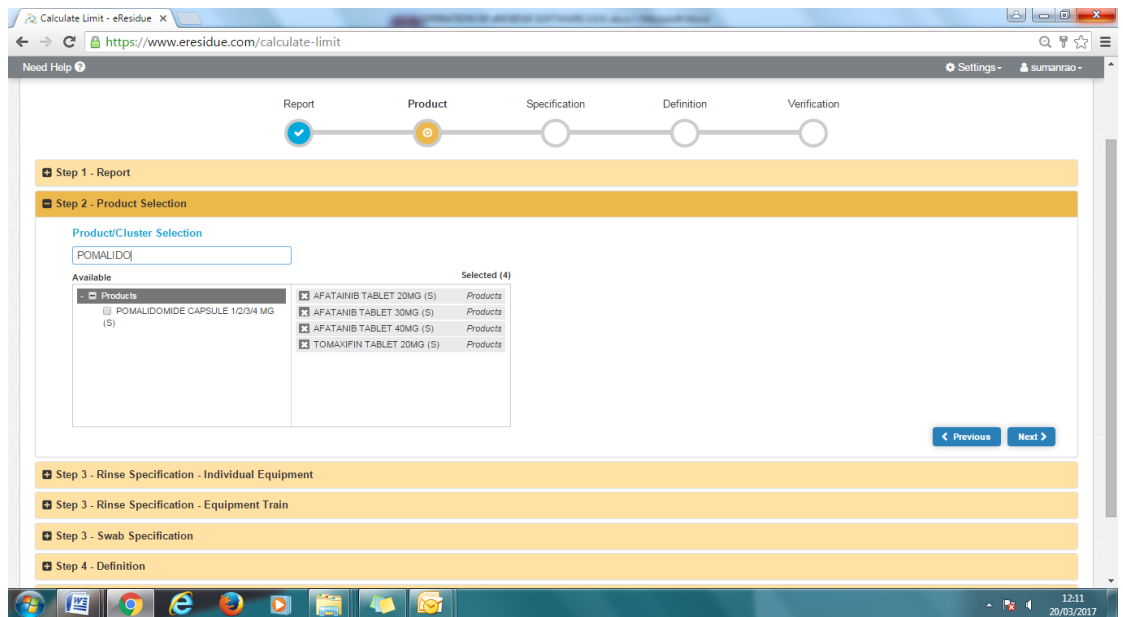 Calculate Limit - eResidue
https://www.eresidue.com/calculate-limit
Need Help
Settings
sumanrao
Report Product Specification Definition Verification
Step 1 - Report
Step 2 - Product Selection
Product/Cluster Selection
POMALIDO
Available Selected (4)
- Products
POMALIDOMIDE CAPSULE 1/2/3/4 MG
(S)
AFATAINIB TABLET 20MG (S) Products
AFATANIB TABLET 30MG (S) Products
AFATANIB TABLET 40MG (S) Products
TOMAXIFIN TABLET 20MG (S) Products
Previous Next
Step 3 - Rinse Specification - Individual Equipment
Step 3 - Rinse Specification - Equipment Train
Step 3 - Swab Specification
Step 4 - Definition
12:11
20/03/2017